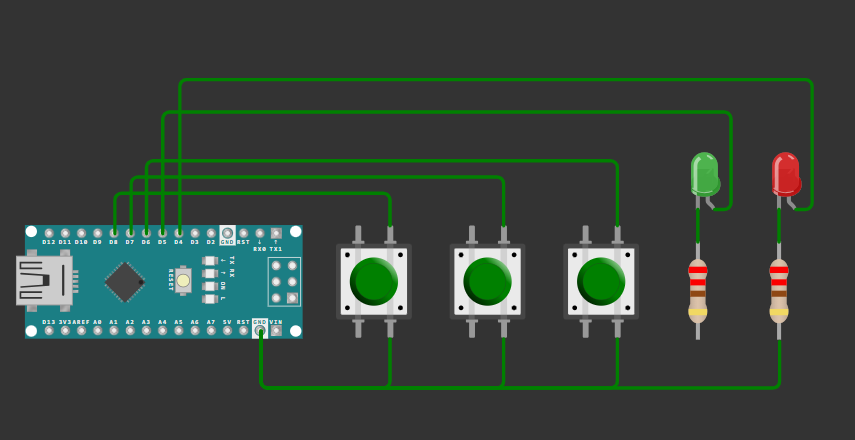 D12 D11 D10 D9 D8 D7 D6 D5 D4 D3 D2 GND RST ↓ ↑
RX0 TX1
RESET
TX RX
↓ ↑ ON L
D13 3V3 AREF A0 A1 A2 A3 A4 A5 A6 A7 5V RST GND VIN